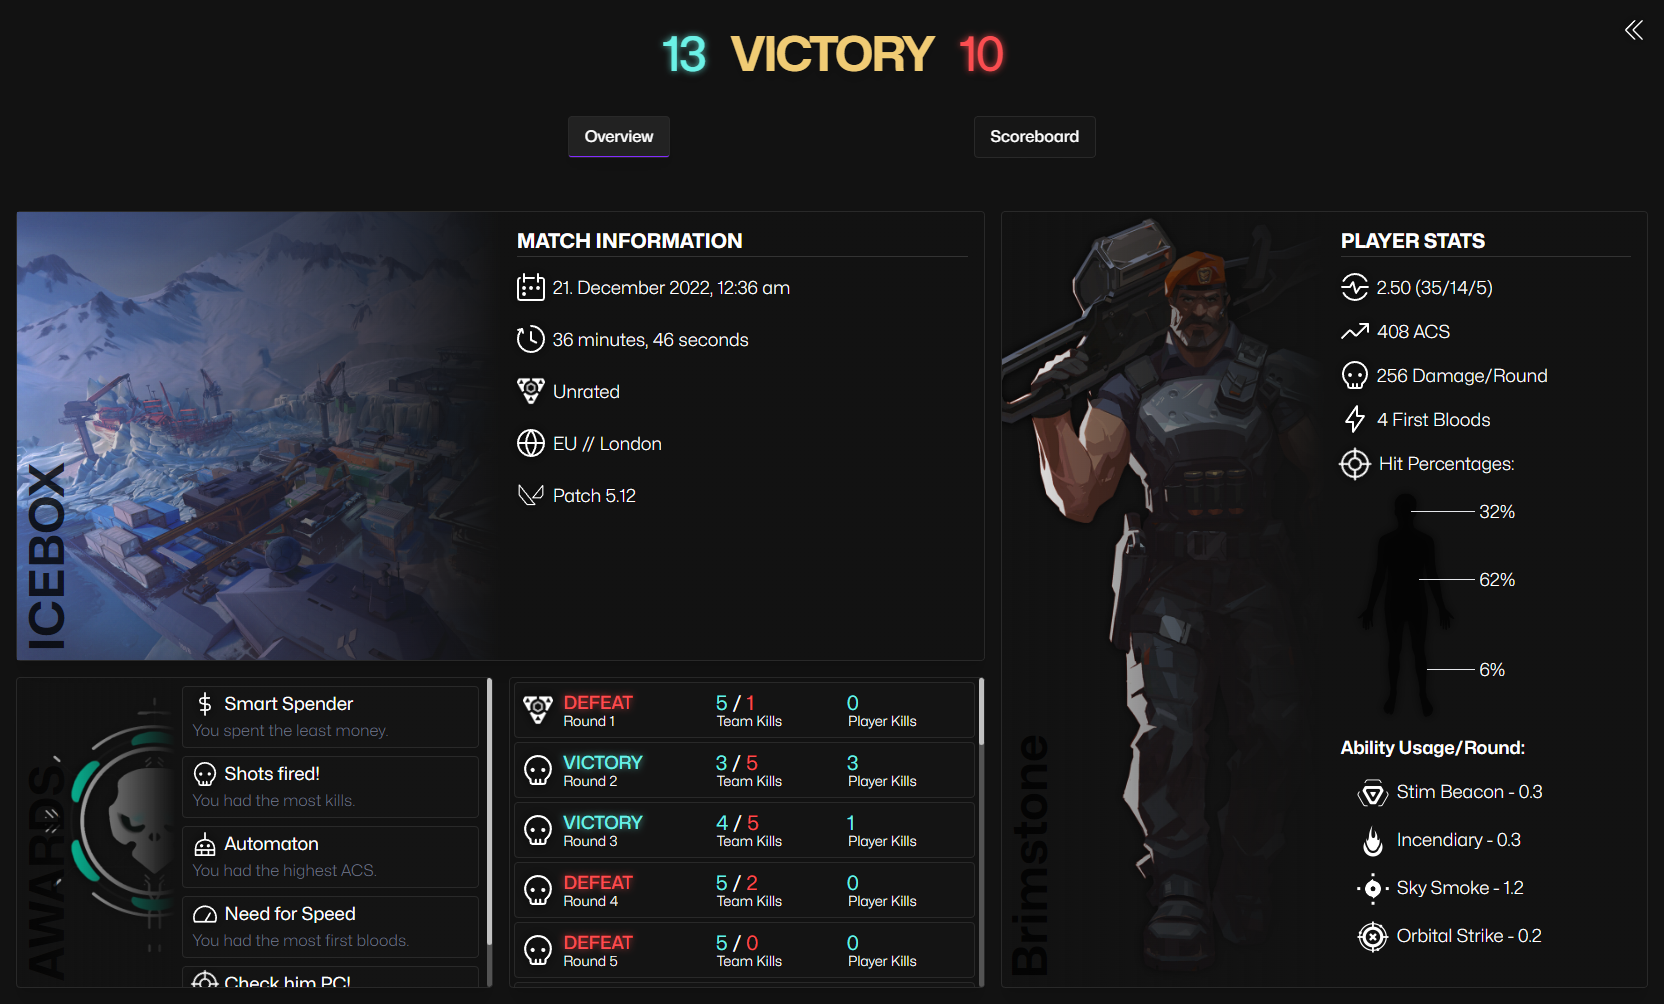 13 VICTORY 10
Overview
Scoreboard
ICEBOX
MATCH INFORMATION
21. December 2022, 12:36 am
36 minutes, 46 seconds
Unrated
EU // London
Patch 5.12
AWARDS
Smart Spender
You spent the least money.
Shots fired!
You had the most kills.
Automaton
You had the highest ACS.
Need for Speed
You had the most first bloods.
Check him PC!
DEFEAT 5 / 1 0
Round 1 Team Kills Player Kills
VICTORY 3 / 5 3
Round 2 Team Kills Player Kills
VICTORY 4 / 5 1
Round 3 Team Kills Player Kills
DEFEAT 5 / 2 0
Round 4 Team Kills Player Kills
DEFEAT 5 / 0 0
Round 5 Team Kills Player Kills
Brimstone
PLAYER STATS
2.50 (35/14/5)
408 ACS
256 Damage/Round
4 First Bloods
Hit Percentages:
32%
62%
6%
Ability Usage/Round:
Stim Beacon - 0.3
Incendiary - 0.3
Sky Smoke - 1.2
Orbital Strike - 0.2